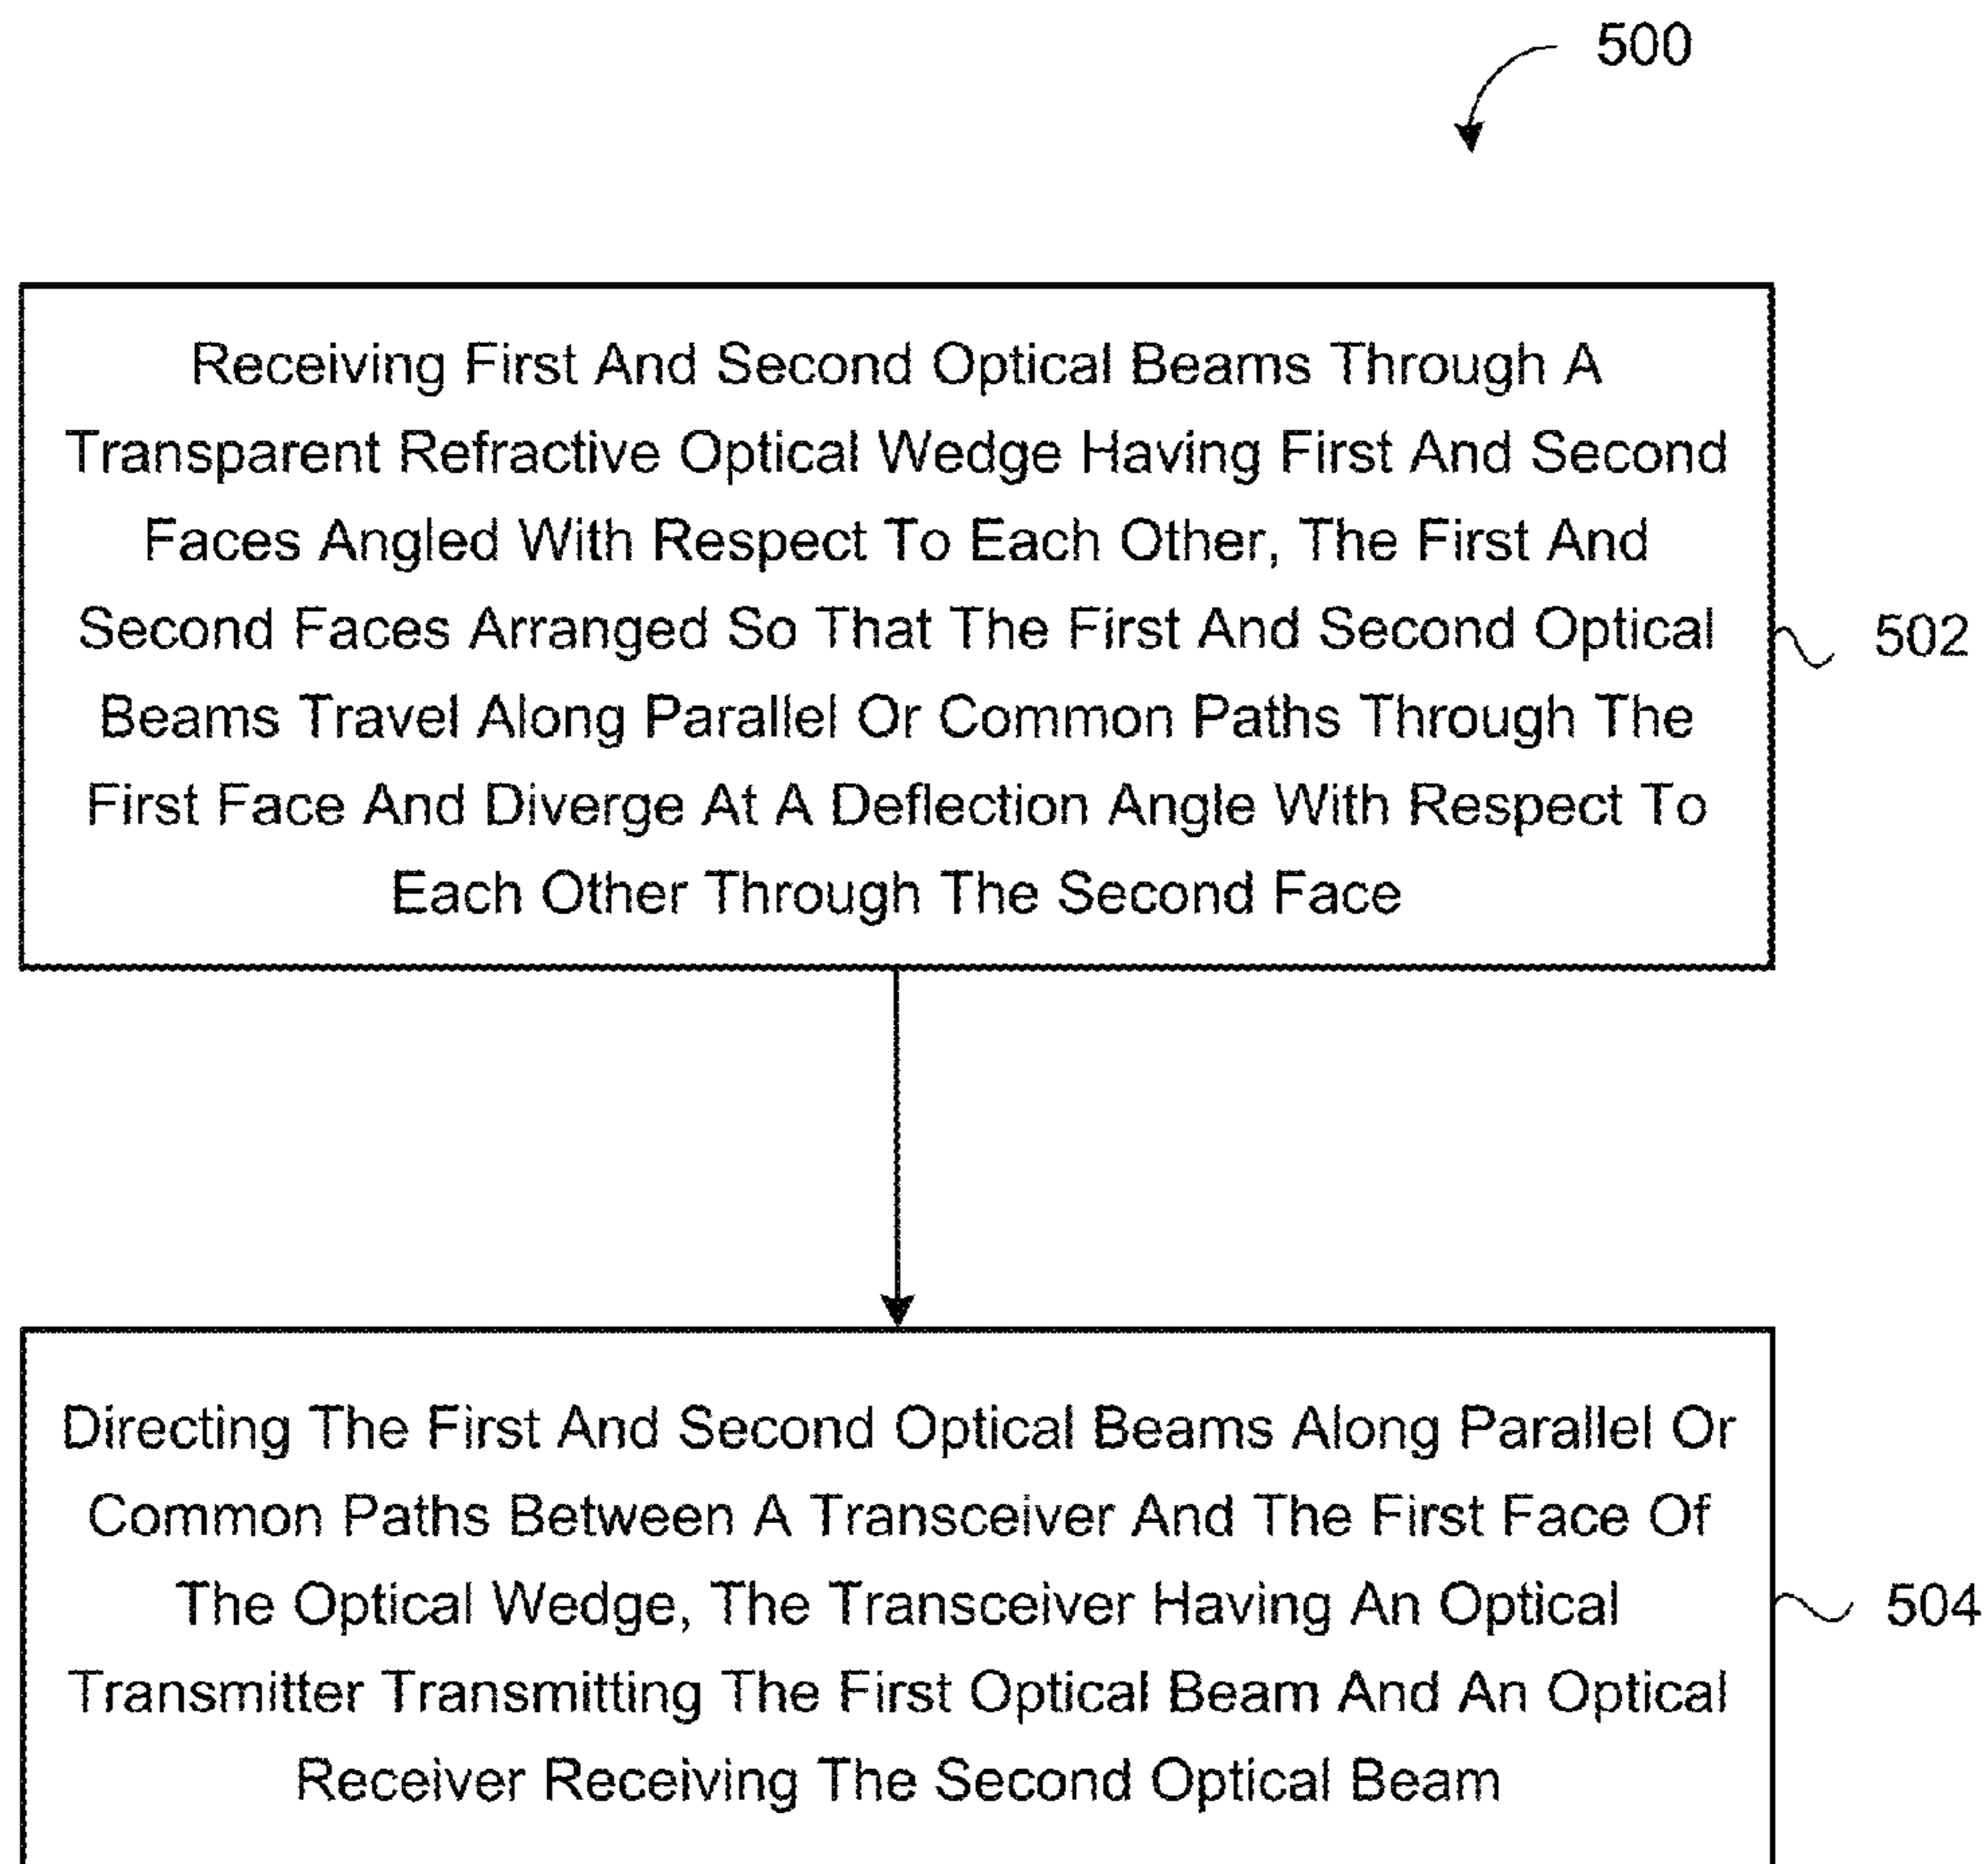 500
Receiving First And Second Optical Beams Through A
Transparent Refractive Optical Wedge Having First And Second
Faces Angled With Respect To Each Other, The First And
Second Faces Arranged So That The First And Second Optical
Beams Travel Along Parallel Or Common Paths Through The
First Face And Diverge At A Deflection Angle With Respect To
Each Other Through The Second Face
502
Directing The First And Second Optical Beams Along Parallel Or
Common Paths Between A Transceiver And The First Face Of
The Optical Wedge, The Transceiver Having An Optical
Transmitter Transmitting The First Optical Beam And An Optical
Receiver Receiving The Second Optical Beam
504